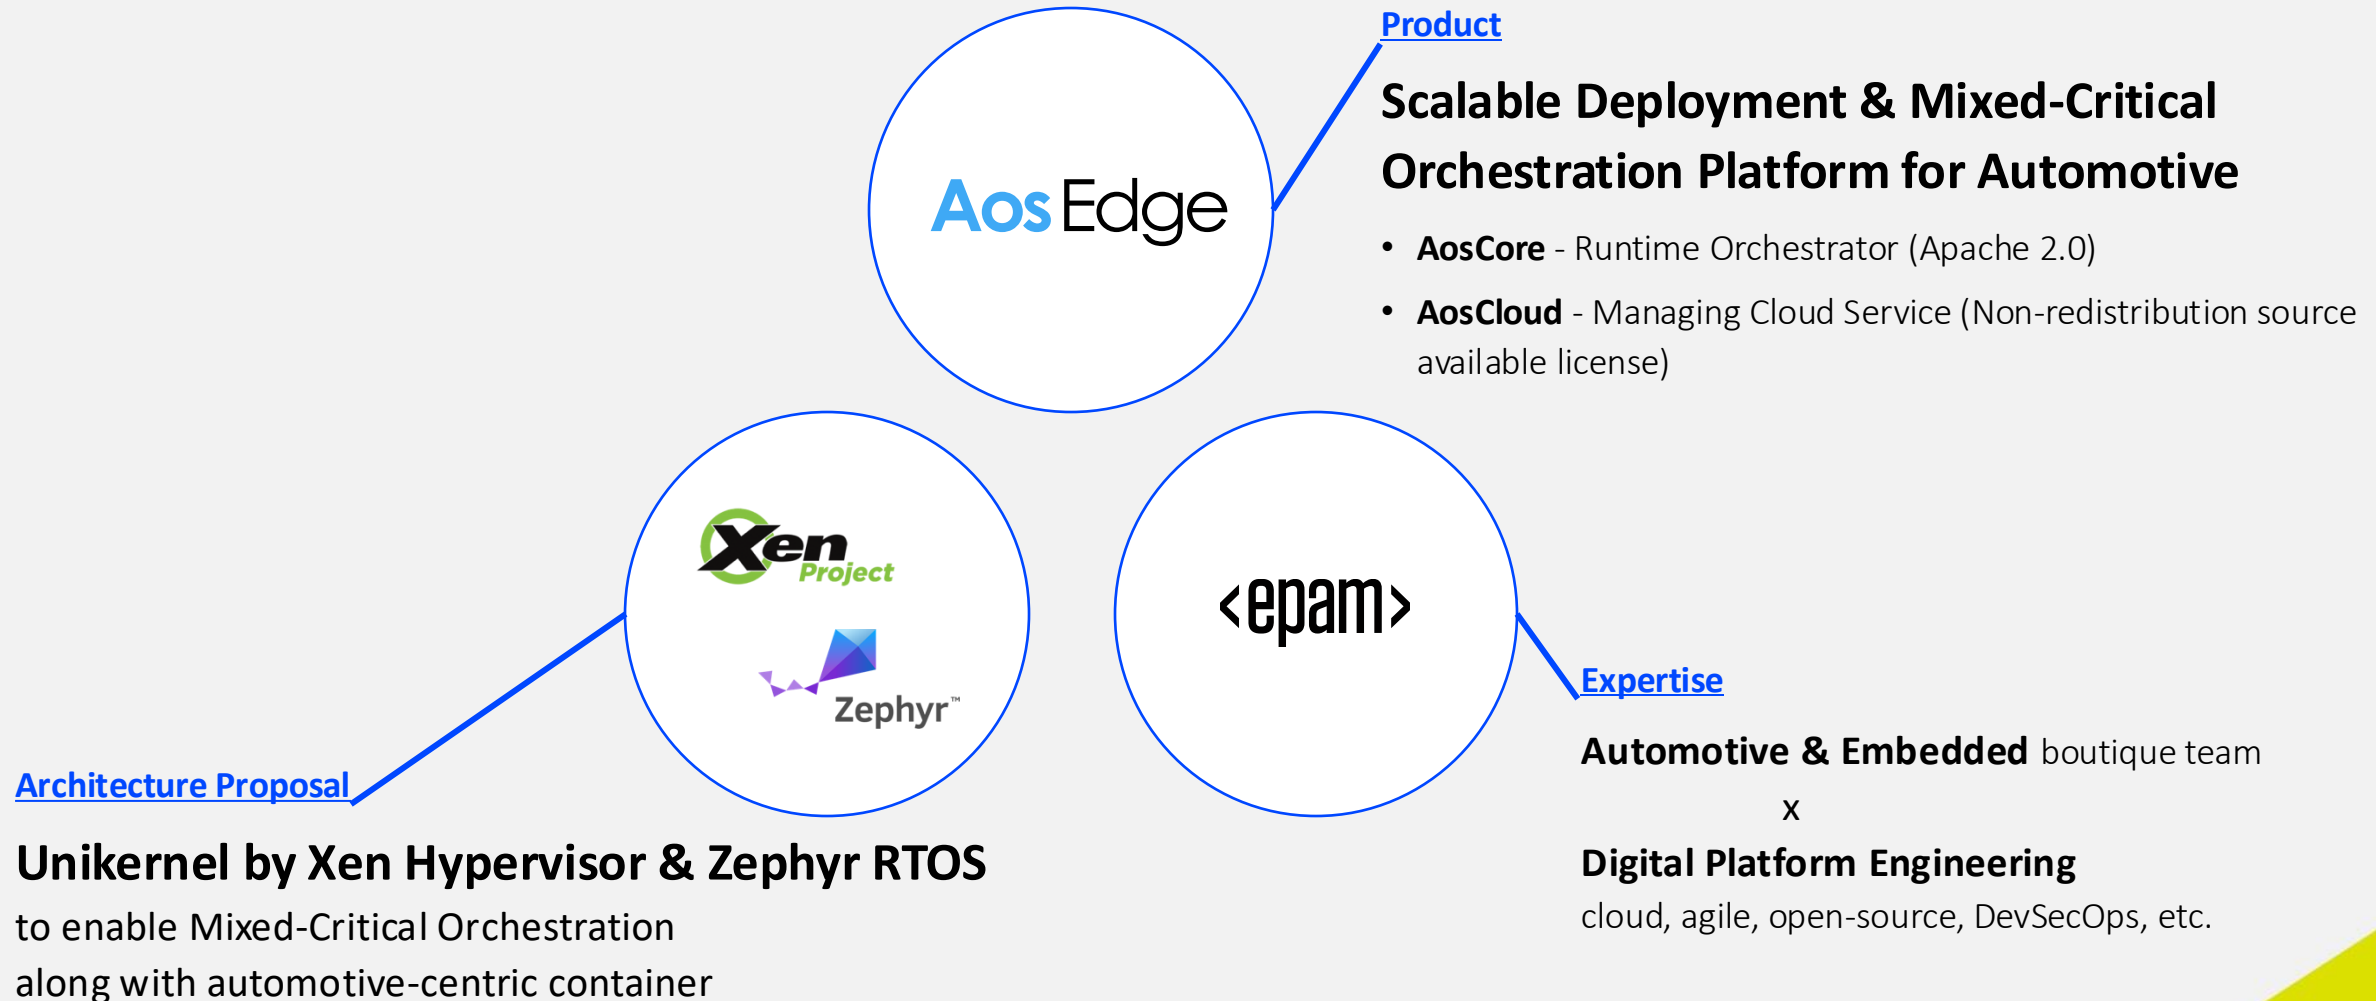 Product
Scalable Deployment & Mixed-Critical
Orchestration Platform for Automotive
• AosCore - Runtime Orchestrator (Apache 2.0)
• AosCloud - Managing Cloud Service (Non-redistribution source
available license)
Aos Edge
Xen
Project
Zephyr™
<epam>
Architecture Proposal
Unikernel by Xen Hypervisor & Zephyr RTOS
to enable Mixed-Critical Orchestration
along with automotive-centric container
Expertise
Automotive & Embedded boutique team
x
Digital Platform Engineering
cloud, agile, open-source, DevSecOps, etc.